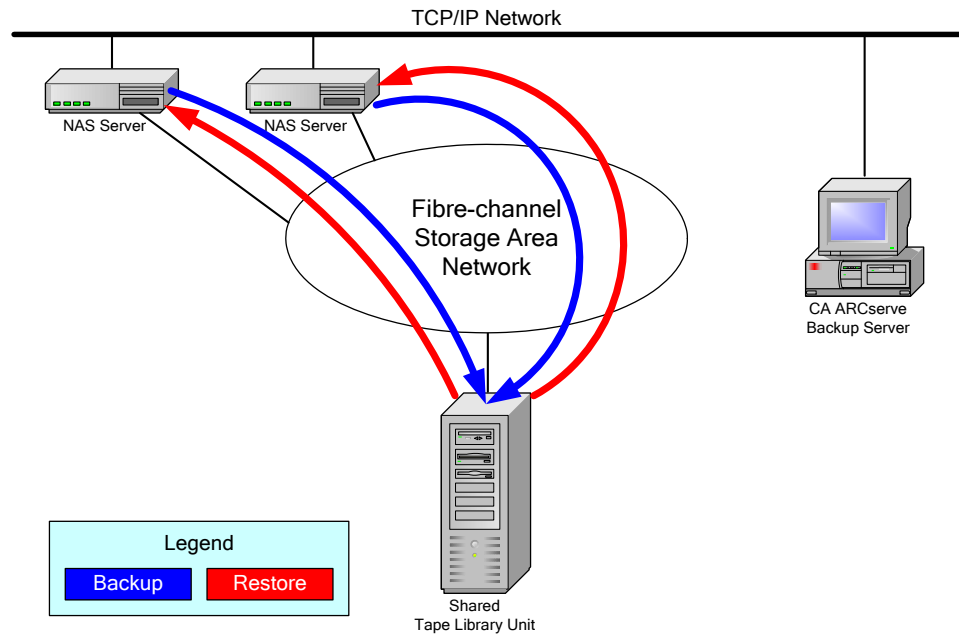 TCP/IP Network
NAS Server
NAS Server
Fibre-channel
Storage Area
Network
CA ARCserve
Backup Server
Legend
Backup
Restore
Shared
Tape Library Unit